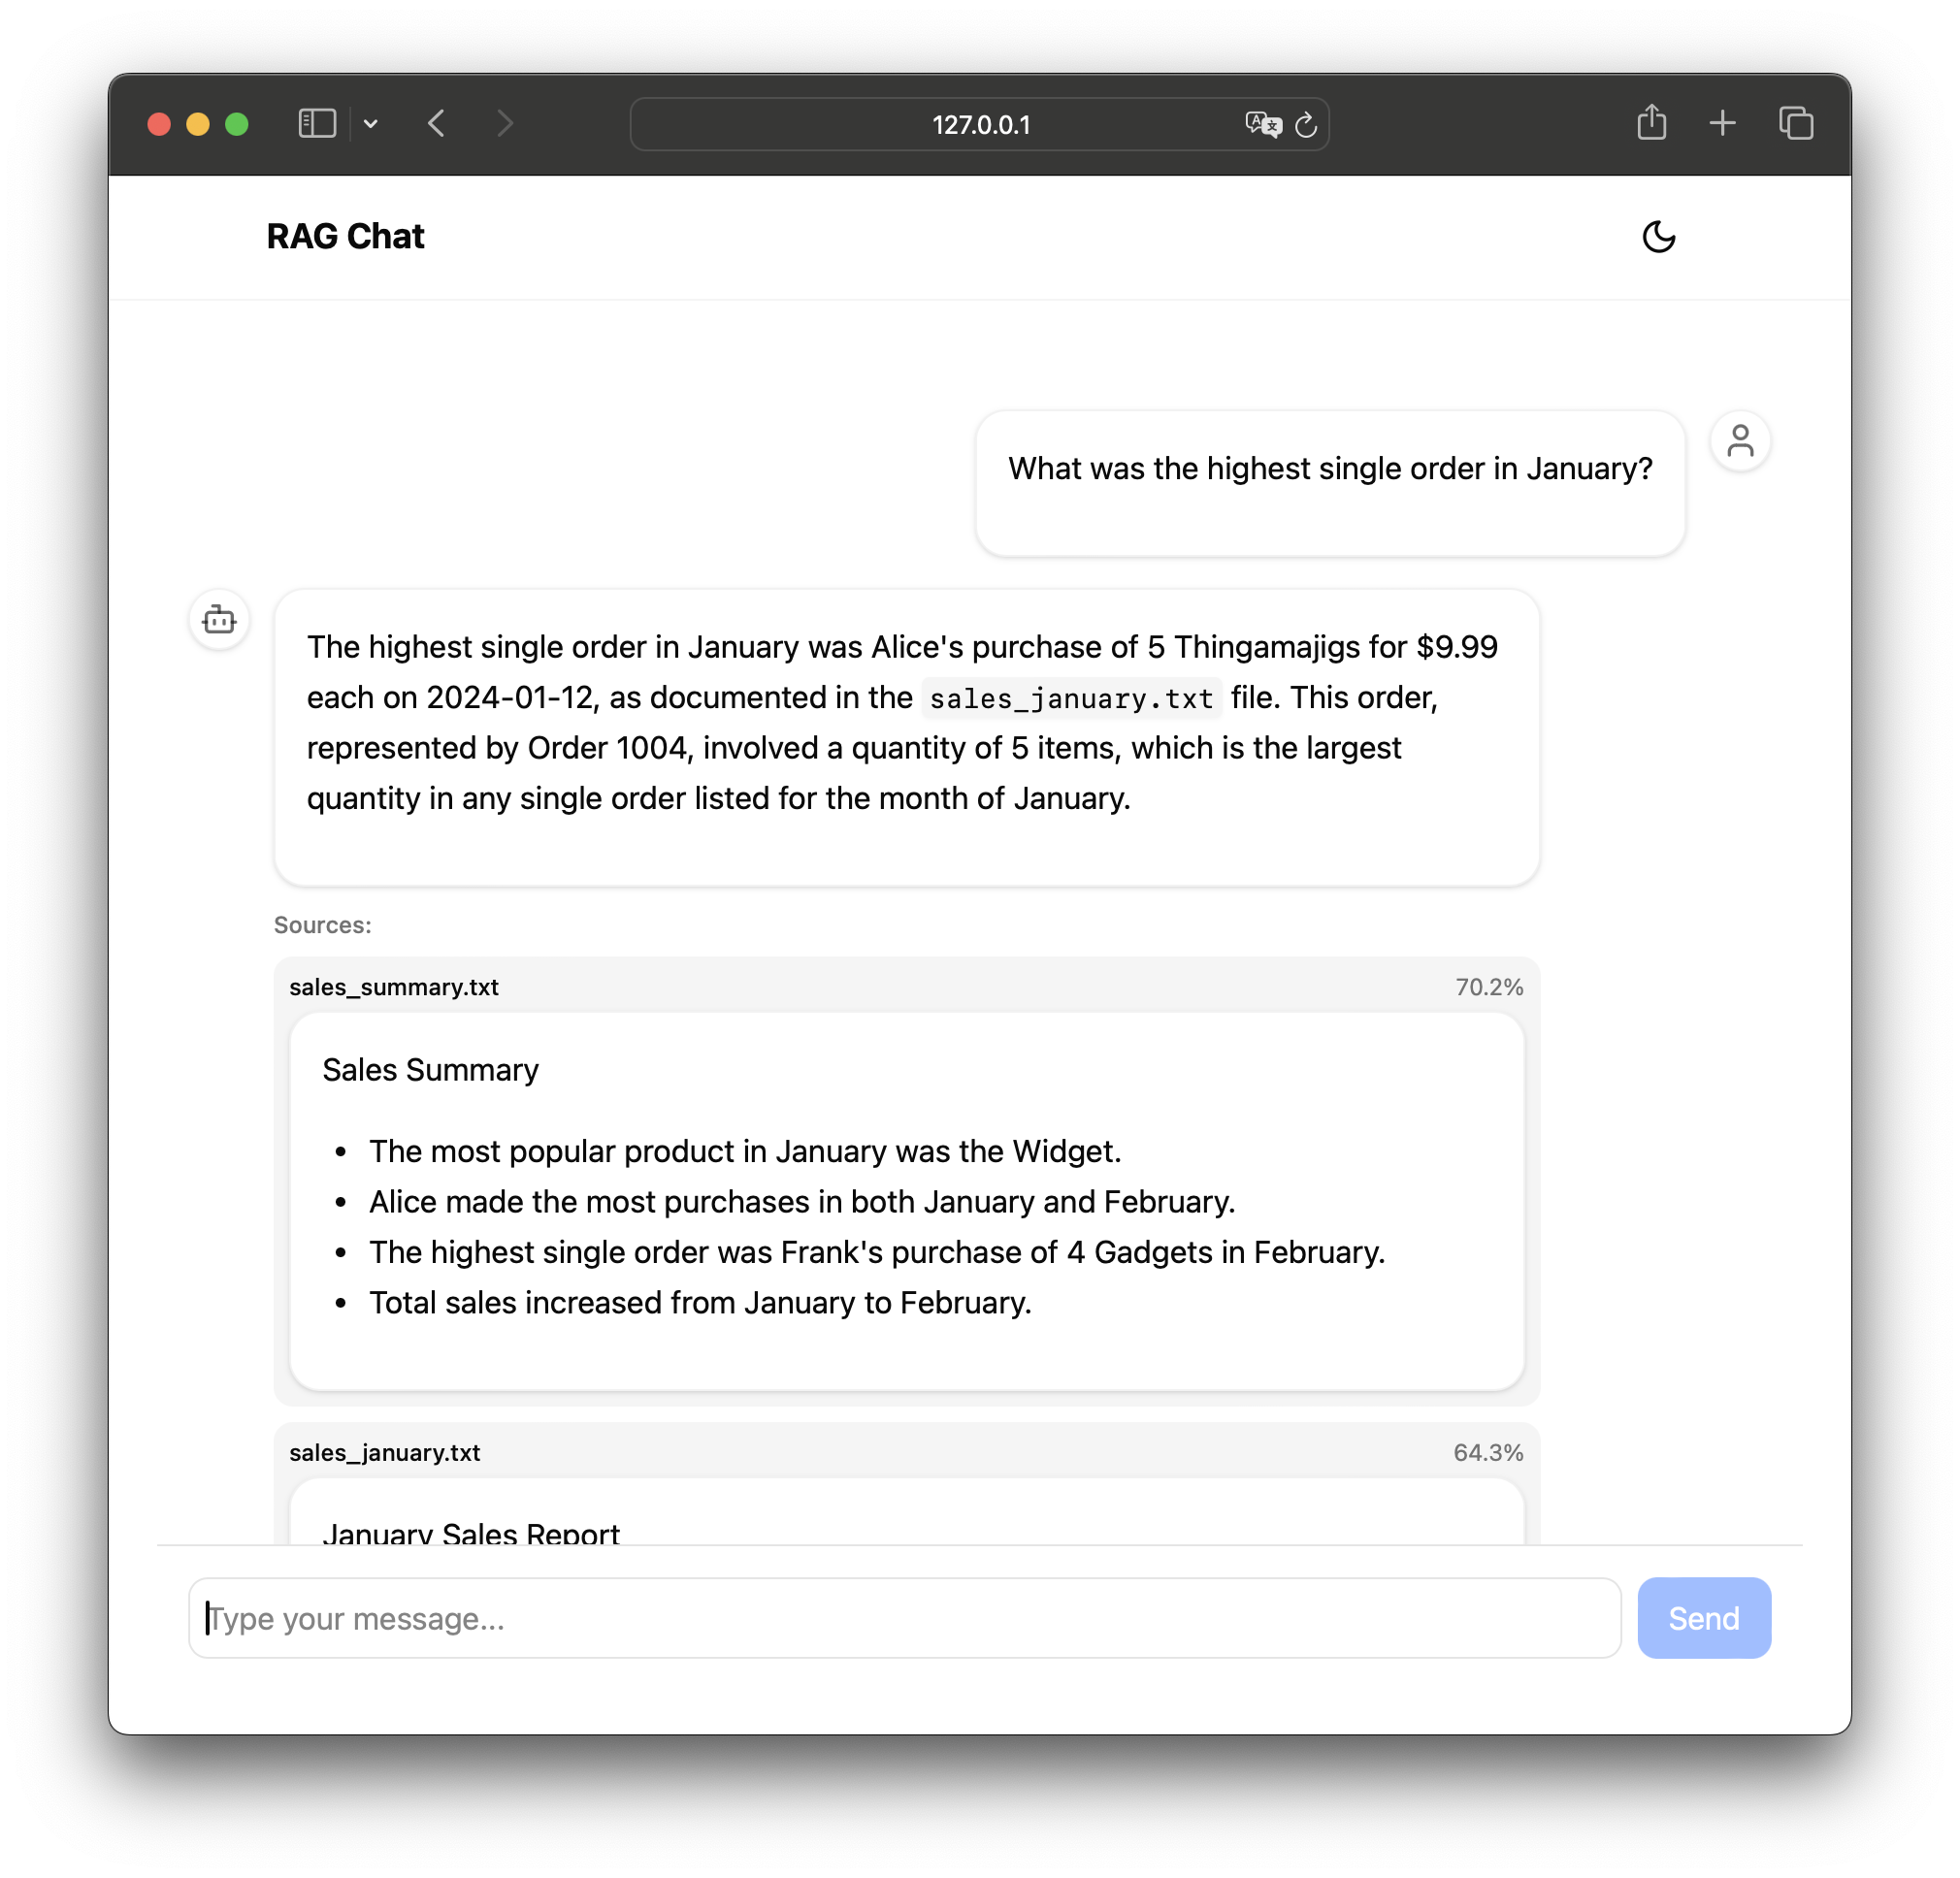 127.0.0.1
RAG Chat
What was the highest single order in January?
The highest single order in January was Alice's purchase of 5 Thingamajigs for $9.99
each on 2024-01-12, as documented in the sales_january.txt file. This order,
represented by Order 1004, involved a quantity of 5 items, which is the largest
quantity in any single order listed for the month of January.
Sources:
sales_summary.txt 70.2%
Sales Summary
• The most popular product in January was the Widget.
• Alice made the most purchases in both January and February.
• The highest single order was Frank's purchase of 4 Gadgets in February.
• Total sales increased from January to February.
sales_january.txt 64.3%
January Sales Report
Type your message...
Send